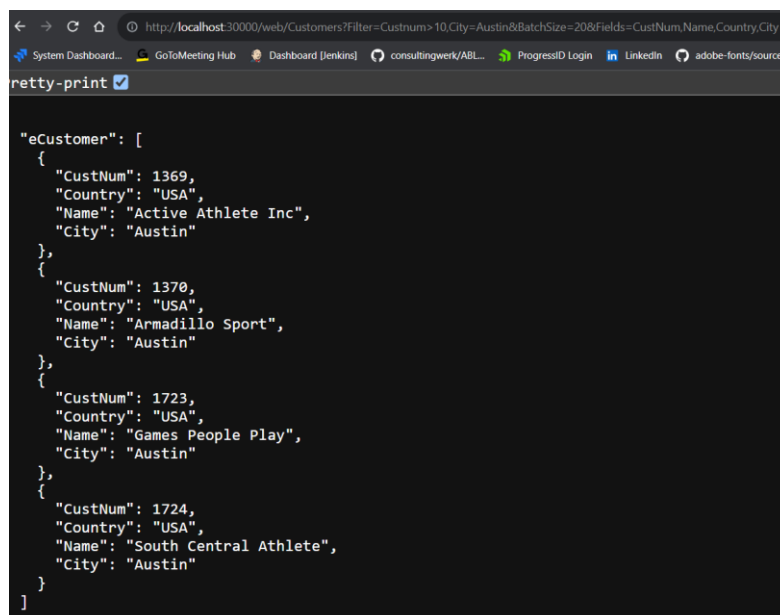 http://localhost:30000/web/Customers?Filter=Custnum>10,City=Austin&BatchSize=20&Fields=CustNum,Name,Country,City
System Dashboard... GoToMeeting Hub Dashboard [Jenkins] consultingwerk/ABL... ProgressID Login LinkedIn adobe-fonts/source
retty-print
"eCustomer": [
{
"CustNum": 1369,
"Country": "USA",
"Name": "Active Athlete Inc",
"City": "Austin"
},
{
"CustNum": 1370,
"Country": "USA",
"Name": "Armadillo Sport",
"City": "Austin"
},
{
"CustNum": 1723,
"Country": "USA",
"Name": "Games People Play",
"City": "Austin"
},
{
"CustNum": 1724,
"Country": "USA",
"Name": "South Central Athlete",
"City": "Austin"
}
]